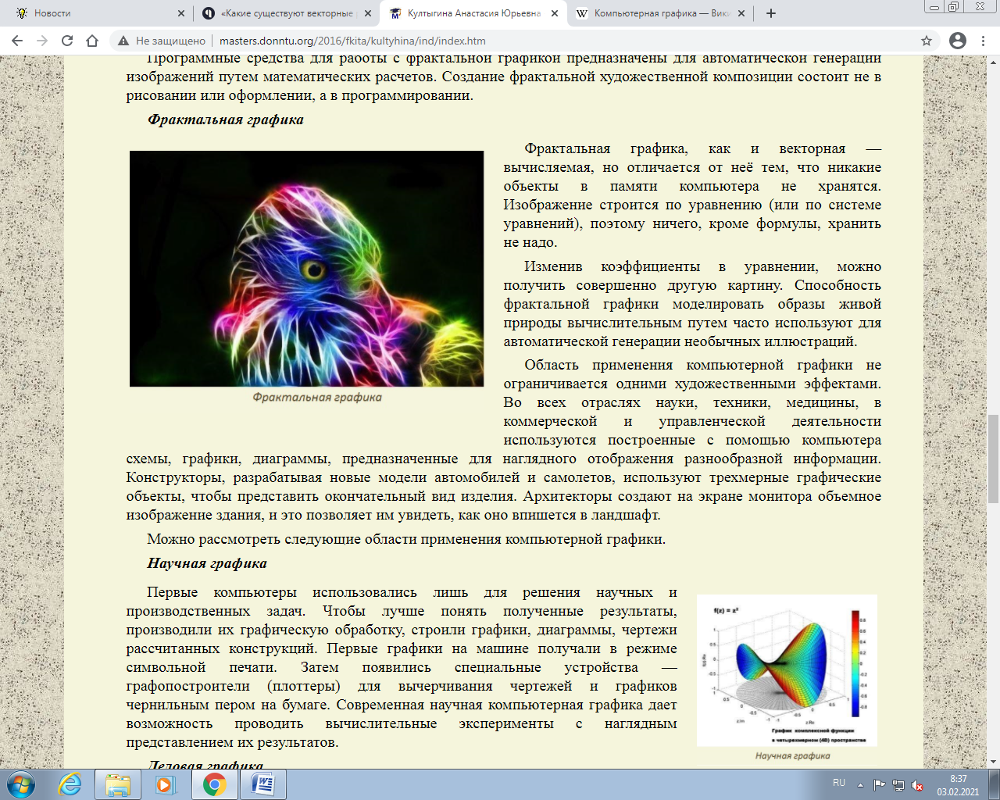 Новости
«Какие существуют векторные
Култыгина Анастасия Юрьевна
Компьютерная графика — Вики
Не защищено
masters.donntu.org/2016/fkita/kultyhina/ind/index.htm
Программные средства для работы с фрактальной графикой предназначены для автоматической генерации
изображений путем математических расчетов. Создание фрактальной художественной композиции состоит не в
рисовании или оформлении, а в программировании.
Фрактальная графика
Фрактальная графика, как и векторная —
вычисляемая, но отличается от неё тем, что никакие
объекты в памяти компьютера не хранятся.
Изображение строится по уравнению (или по системе
уравнений), поэтому ничего, кроме формулы, хранить
не надо.
Изменив коэффициенты в уравнении, можно
получить совершенно другую картину. Способность
фрактальной графики моделировать образы живой
природы вычислительным путем часто используют для
автоматической генерации необычных иллюстраций.
Фрактальная графика
Область применения компьютерной графики не
ограничивается одними художественными эффектами.
Во всех отраслях науки, техники, медицины, в
коммерческой и управленческой деятельности
используются построенные с помощью компьютера
схемы, графики, диаграммы, предназначенные для наглядного отображения разнообразной информации.
Конструкторы, разрабатывая новые модели автомобилей и самолетов, используют трехмерные графические
объекты, чтобы представить окончательный вид изделия. Архитекторы создают на экране монитора объемное
изображение здания, и это позволяет им увидеть, как оно впишется в ландшафт.
Можно рассмотреть следующие области применения компьютерной графики.
Научная графика
Первые компьютеры использовались лишь для решения научных и
производственных задач. Чтобы лучше понять полученные результаты,
производили их графическую обработку, строили графики, диаграммы, чертежи
рассчитанных конструкций. Первые графики на машине получали в режиме
символьной печати. Затем появились специальные устройства —
графопостроители (плоттеры) для вычерчивания чертежей и графиков
чернильным пером на бумаге. Современная научная компьютерная графика дает
возможность проводить вычислительные эксперименты с наглядным
представлением их результатов.
f(z) = z²
График комплексной функции
в четырехмерном (4D) пространстве
Научная графика
Деловая графика
RU
8:37
03.02.2021